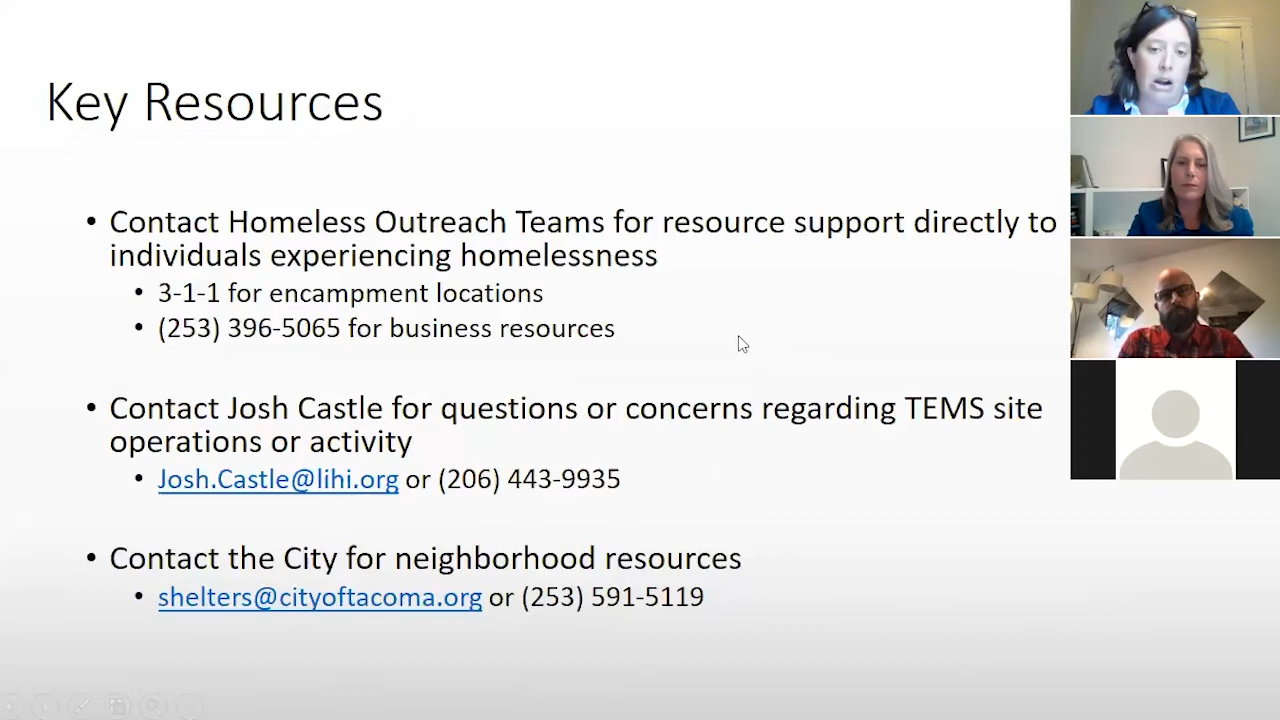 Key Resources
• Contact Homeless Outreach Teams for resource support directly to
individuals experiencing homelessness
• 3-1-1 for encampment locations
• (253) 396-5065 for business resources
• Contact Josh Castle for questions or concerns regarding TEMS site
operations or activity
• Josh.Castle@lihi.org or (206) 443-9935
• Contact the City for neighborhood resources
• shelters@cityoftacoma.org or (253) 591-5119